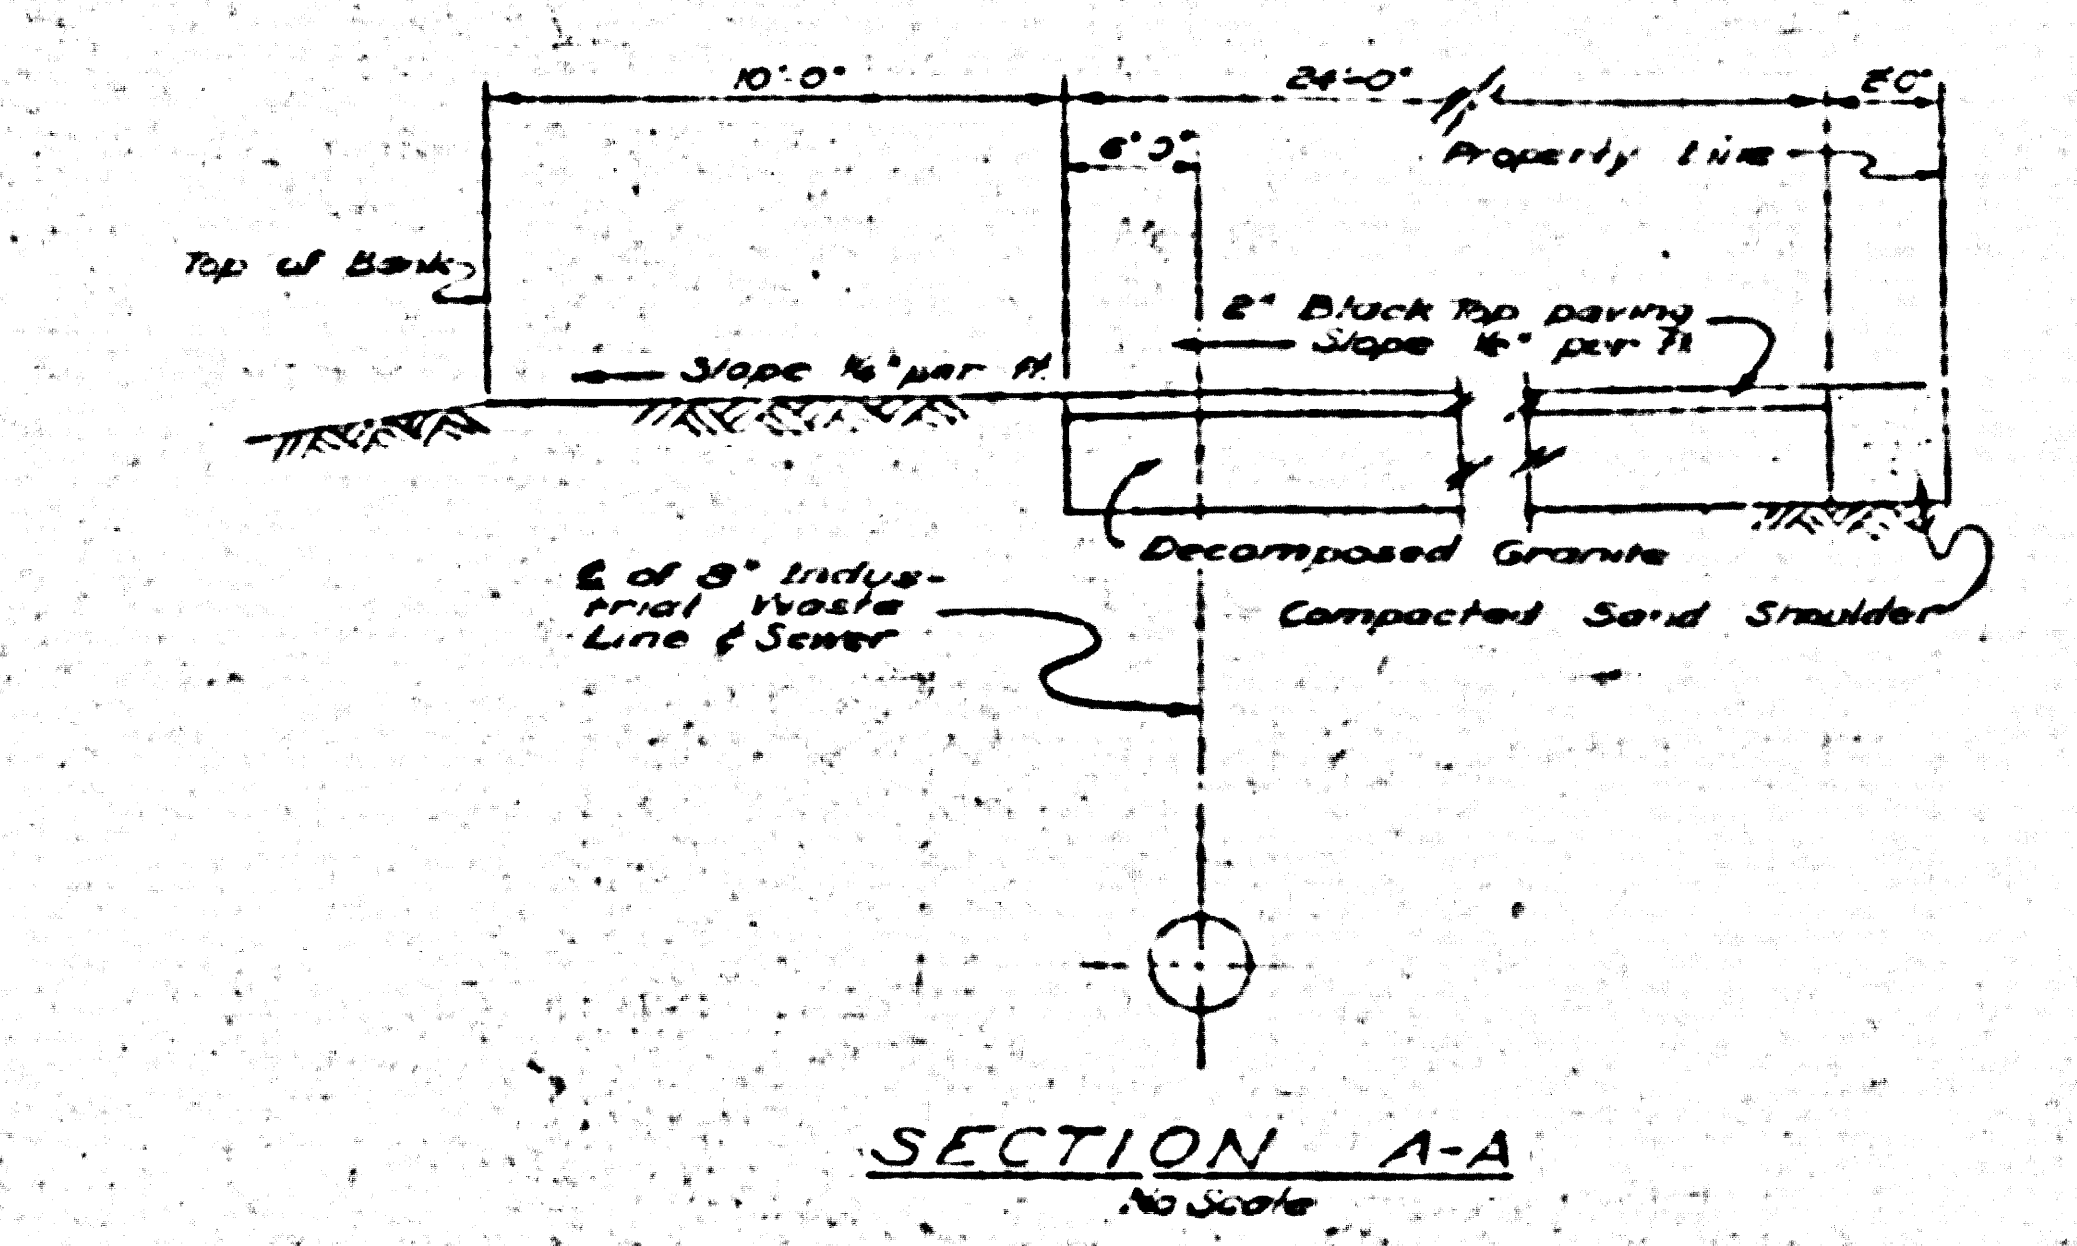 10'-0"
24'-0"
2'0"
6'0"
Property Line
Top of Bank
2" Black Top paving
Slope ¼" per ft
Slope per ft.
Decomposed Granite
℄ of 8" Indus-
trial Waste
Line & Sewer
Compacted Sand Shoulder
SECTION A-A
No Scale